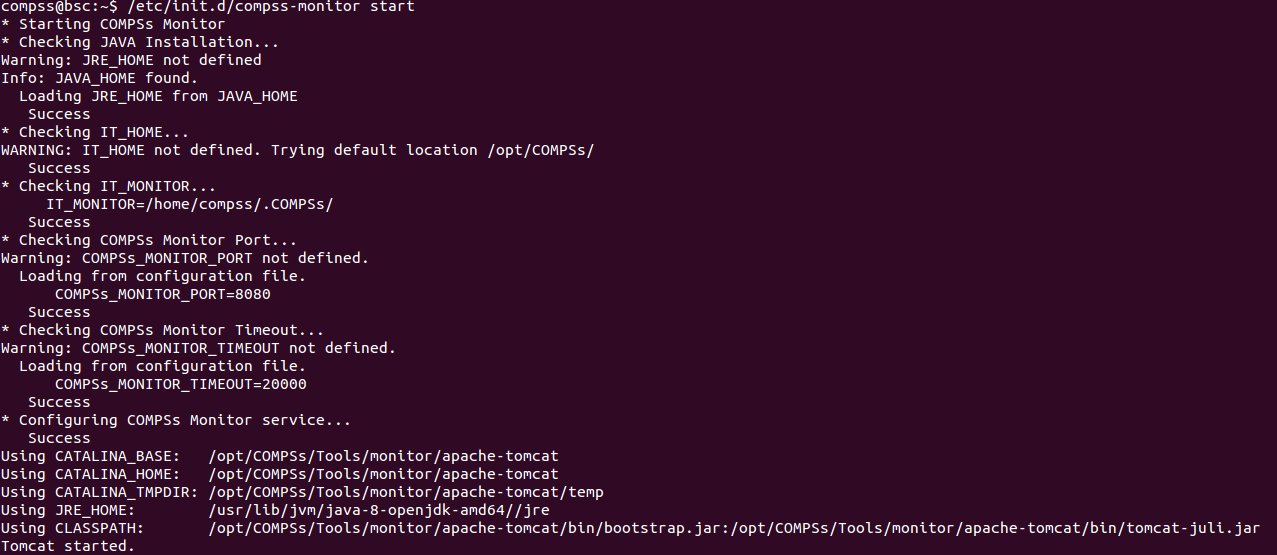 compss@bsc:~$ /etc/init.d/compss-monitor start
* Starting COMPSs Monitor
* Checking JAVA Installation...
Warning: JRE_HOME not defined
Info: JAVA_HOME found.
  Loading JRE_HOME from JAVA_HOME
   Success
* Checking IT_HOME...
WARNING: IT_HOME not defined. Trying default location /opt/COMPSs/
   Success
* Checking IT_MONITOR...
     IT_MONITOR=/home/compss/.COMPSs/
   Success
* Checking COMPSs Monitor Port...
Warning: COMPSs_MONITOR_PORT not defined.
  Loading from configuration file.
      COMPSs_MONITOR_PORT=8080
   Success
* Checking COMPSs Monitor Timeout...
Warning: COMPSs_MONITOR_TIMEOUT not defined.
  Loading from configuration file.
      COMPSs_MONITOR_TIMEOUT=20000
   Success
* Configuring COMPSs Monitor service...
   Success
Using CATALINA_BASE:   /opt/COMPSs/Tools/monitor/apache-tomcat
Using CATALINA_HOME:   /opt/COMPSs/Tools/monitor/apache-tomcat
Using CATALINA_TMPDIR: /opt/COMPSs/Tools/monitor/apache-tomcat/temp
Using JRE_HOME:        /usr/lib/jvm/java-8-openjdk-amd64//jre
Using CLASSPATH:       /opt/COMPSs/Tools/monitor/apache-tomcat/bin/bootstrap.jar:/opt/COMPSs/Tools/monitor/apache-tomcat/bin/tomcat-juli.jar
Tomcat started.